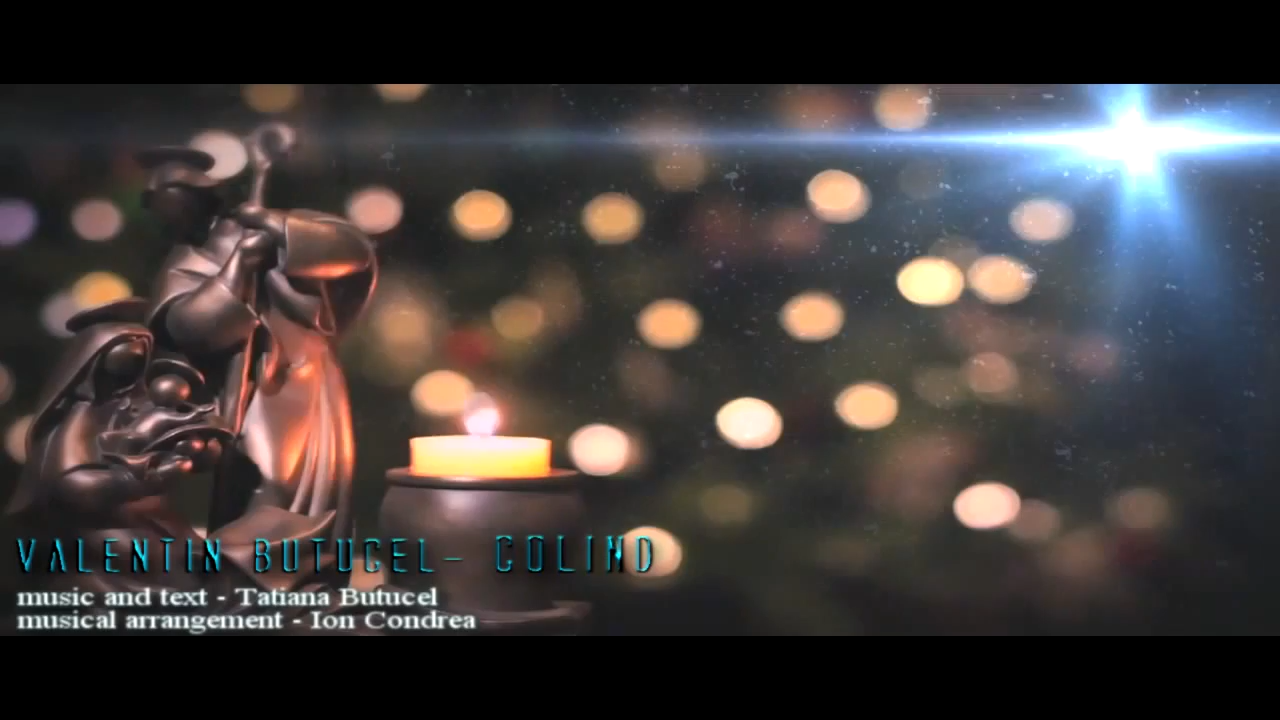 VALENTIN BUTUCEL- COLIND
music and text - Tatiana Butucel
musical arrangement - Ion Condrea